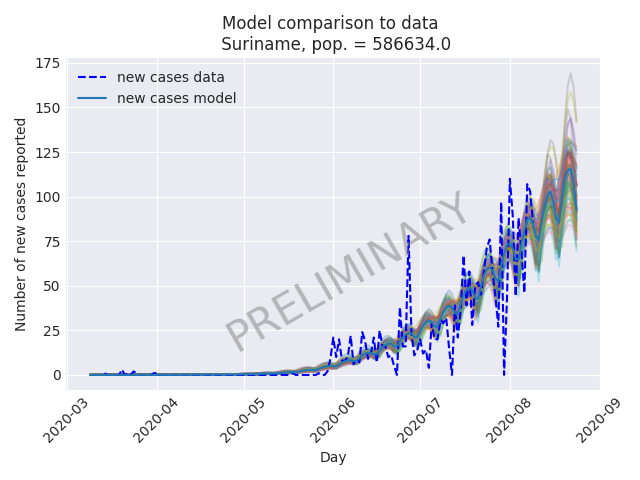 Model comparison to data
Suriname, pop. = 586634.0
new cases data
new cases model
Number of new cases reported
175
150
125
100
75
50
25
0
PRELIMINARY
2020-03
2020-04
2020-05
2020-06
2020-07
2020-08
2020-09
Day